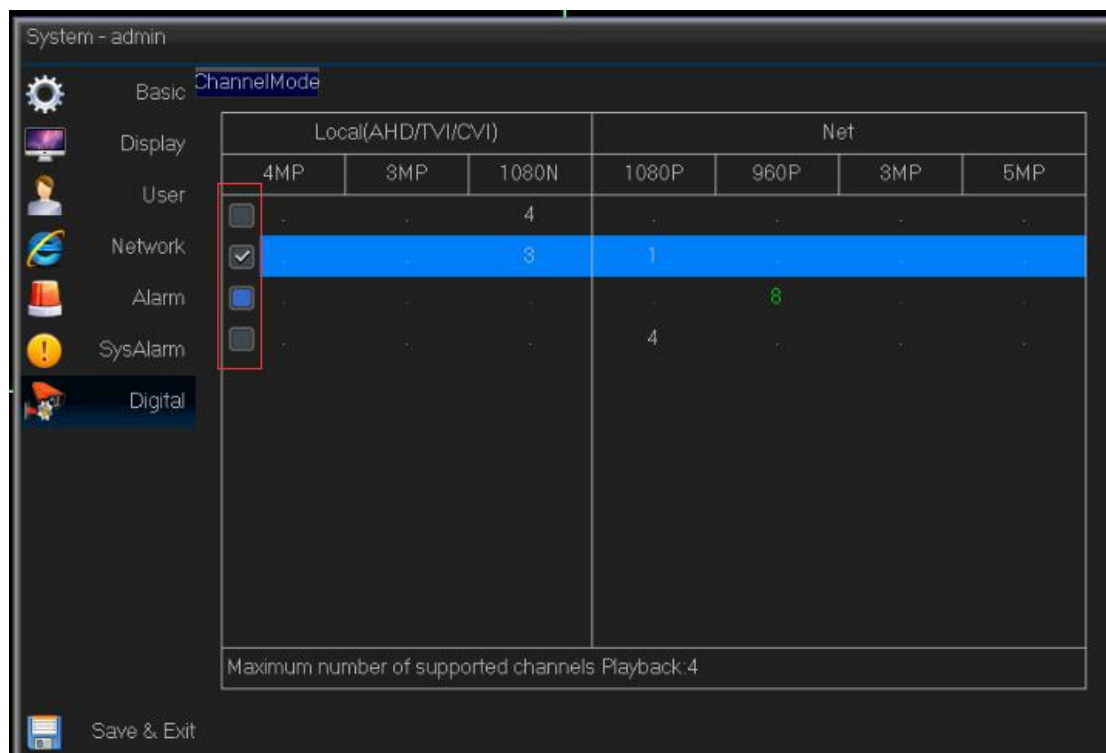 System - admin
Basic
ChannelMode
Display
User
Network
Alarm
SysAlarm
Digital
Local(AHD/TVI/CVI) Net
4MP 3MP 1080N 1080P 960P 3MP 5MP
. . 4 . . . .
. . 3 1 . . .
. . . . 8 . .
. . . 4 . . .
Maximum number of supported channels Playback:4
Save & Exit